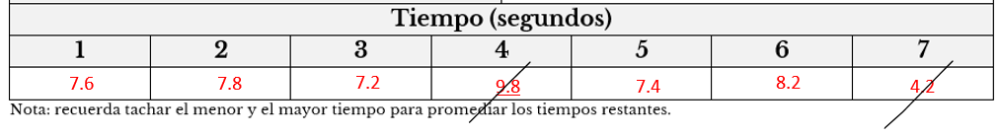 Tiempo (segundos)
1 2 3 4 5 6 7
7.6 7.8 7.2 9.8 7.4 8.2 4.2
Nota: recuerda tachar el menor y el mayor tiempo para promediar los tiempos restantes.